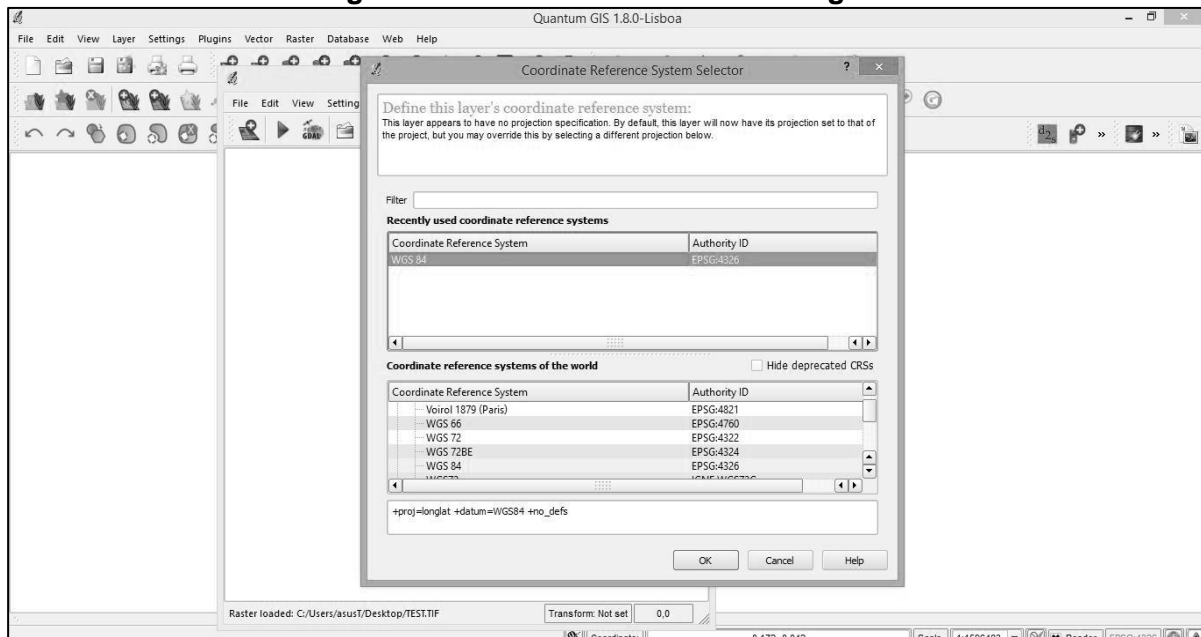 Quantum GIS 1.8.0-Lisboa
File Edit View Layer Settings Plugins Vector Raster Database Web Help
Coordinate Reference System Selector
File Edit View Setting
GDAL
Define this layer's coordinate reference system:
This layer appears to have no projection specification. By default, this layer will now have its projection set to that of
the project, but you may override this by selecting a different projection below.
Filter
Recently used coordinate reference systems
Coordinate Reference System Authority ID
WGS 84 EPSG:4326
Coordinate reference systems of the world Hide deprecated CRSs
Coordinate Reference System Authority ID
Voirol 1879 (Paris) EPSG:4821
WGS 66 EPSG:4760
WGS 72 EPSG:4322
WGS 72BE EPSG:4324
WGS 84 EPSG:4326
+proj=longlat +datum=WGS84 +no_defs
OK Cancel Help
Raster loaded: C:/Users/asusT/Desktop/TEST.TIF Transform: Not set 0,0